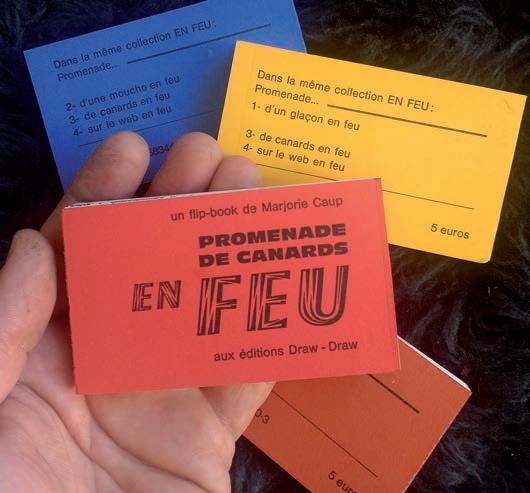 Dans la même collection EN FEU :
Promenade...
2- d'une mouche en feu
3- de canards en feu
4- sur le web en feu
Dans la même collection EN FEU :
Promenade...
1- d'un glaçon en feu
3- de canards en feu
4- sur le web en feu
5 euros
un flip-book de Marjorie Caup
PROMENADE
DE CANARDS
EN FEU
aux éditions Draw - Draw
0-3
5 euros